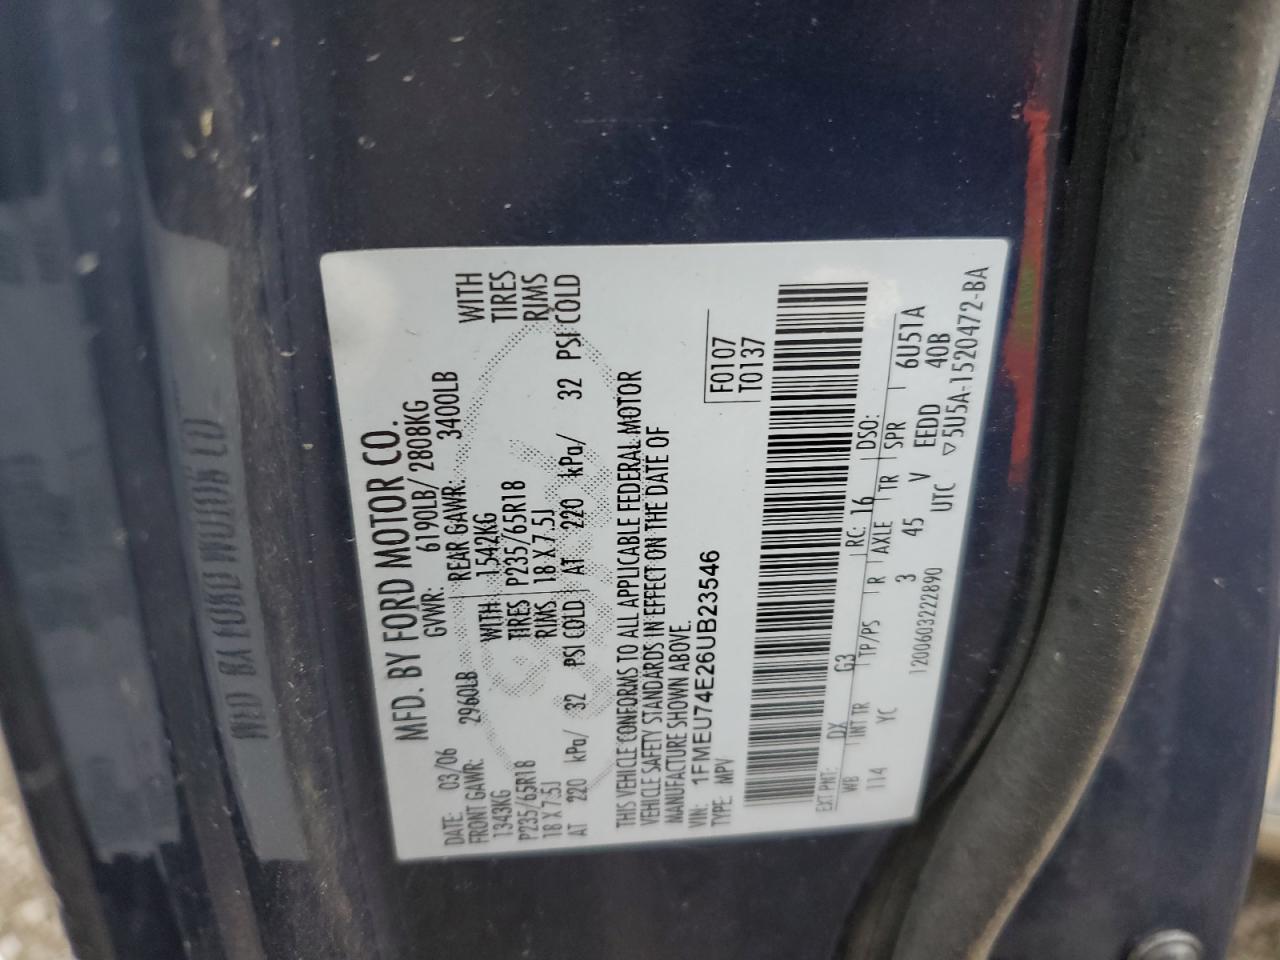 MFD. BY FORD MOTOR CO.
DATE: 03/06 GVWR: 6190LB/ 2808KG
FRONT GAWR: 2960LB REAR GAWR: 3400LB
1343KG WITH 1542KG WITH
P235/65R18 TIRES P235/65R18 TIRES
18 X 7.5J RIMS 18 X 7.5J RIMS
AT 220 kPa/ 32 PSI COLD AT 220 kPa/ 32 PSI COLD
THIS VEHICLE CONFORMS TO ALL APPLICABLE FEDERAL MOTOR
VEHICLE SAFETY STANDARDS IN EFFECT ON THE DATE OF
MANUFACTURE SHOWN ABOVE.
VIN: 1FMEU74E26UB23546 F0107
TYPE: MPV T0137
EXT PNT: DX G3 RC: 16 DSO:
WB INT TR TP/PS R AXLE TR SPR 6U51A
114 YC 3 45 V EEDD 40B
1200603222890 UTC ▽5U5A-1520472-BA